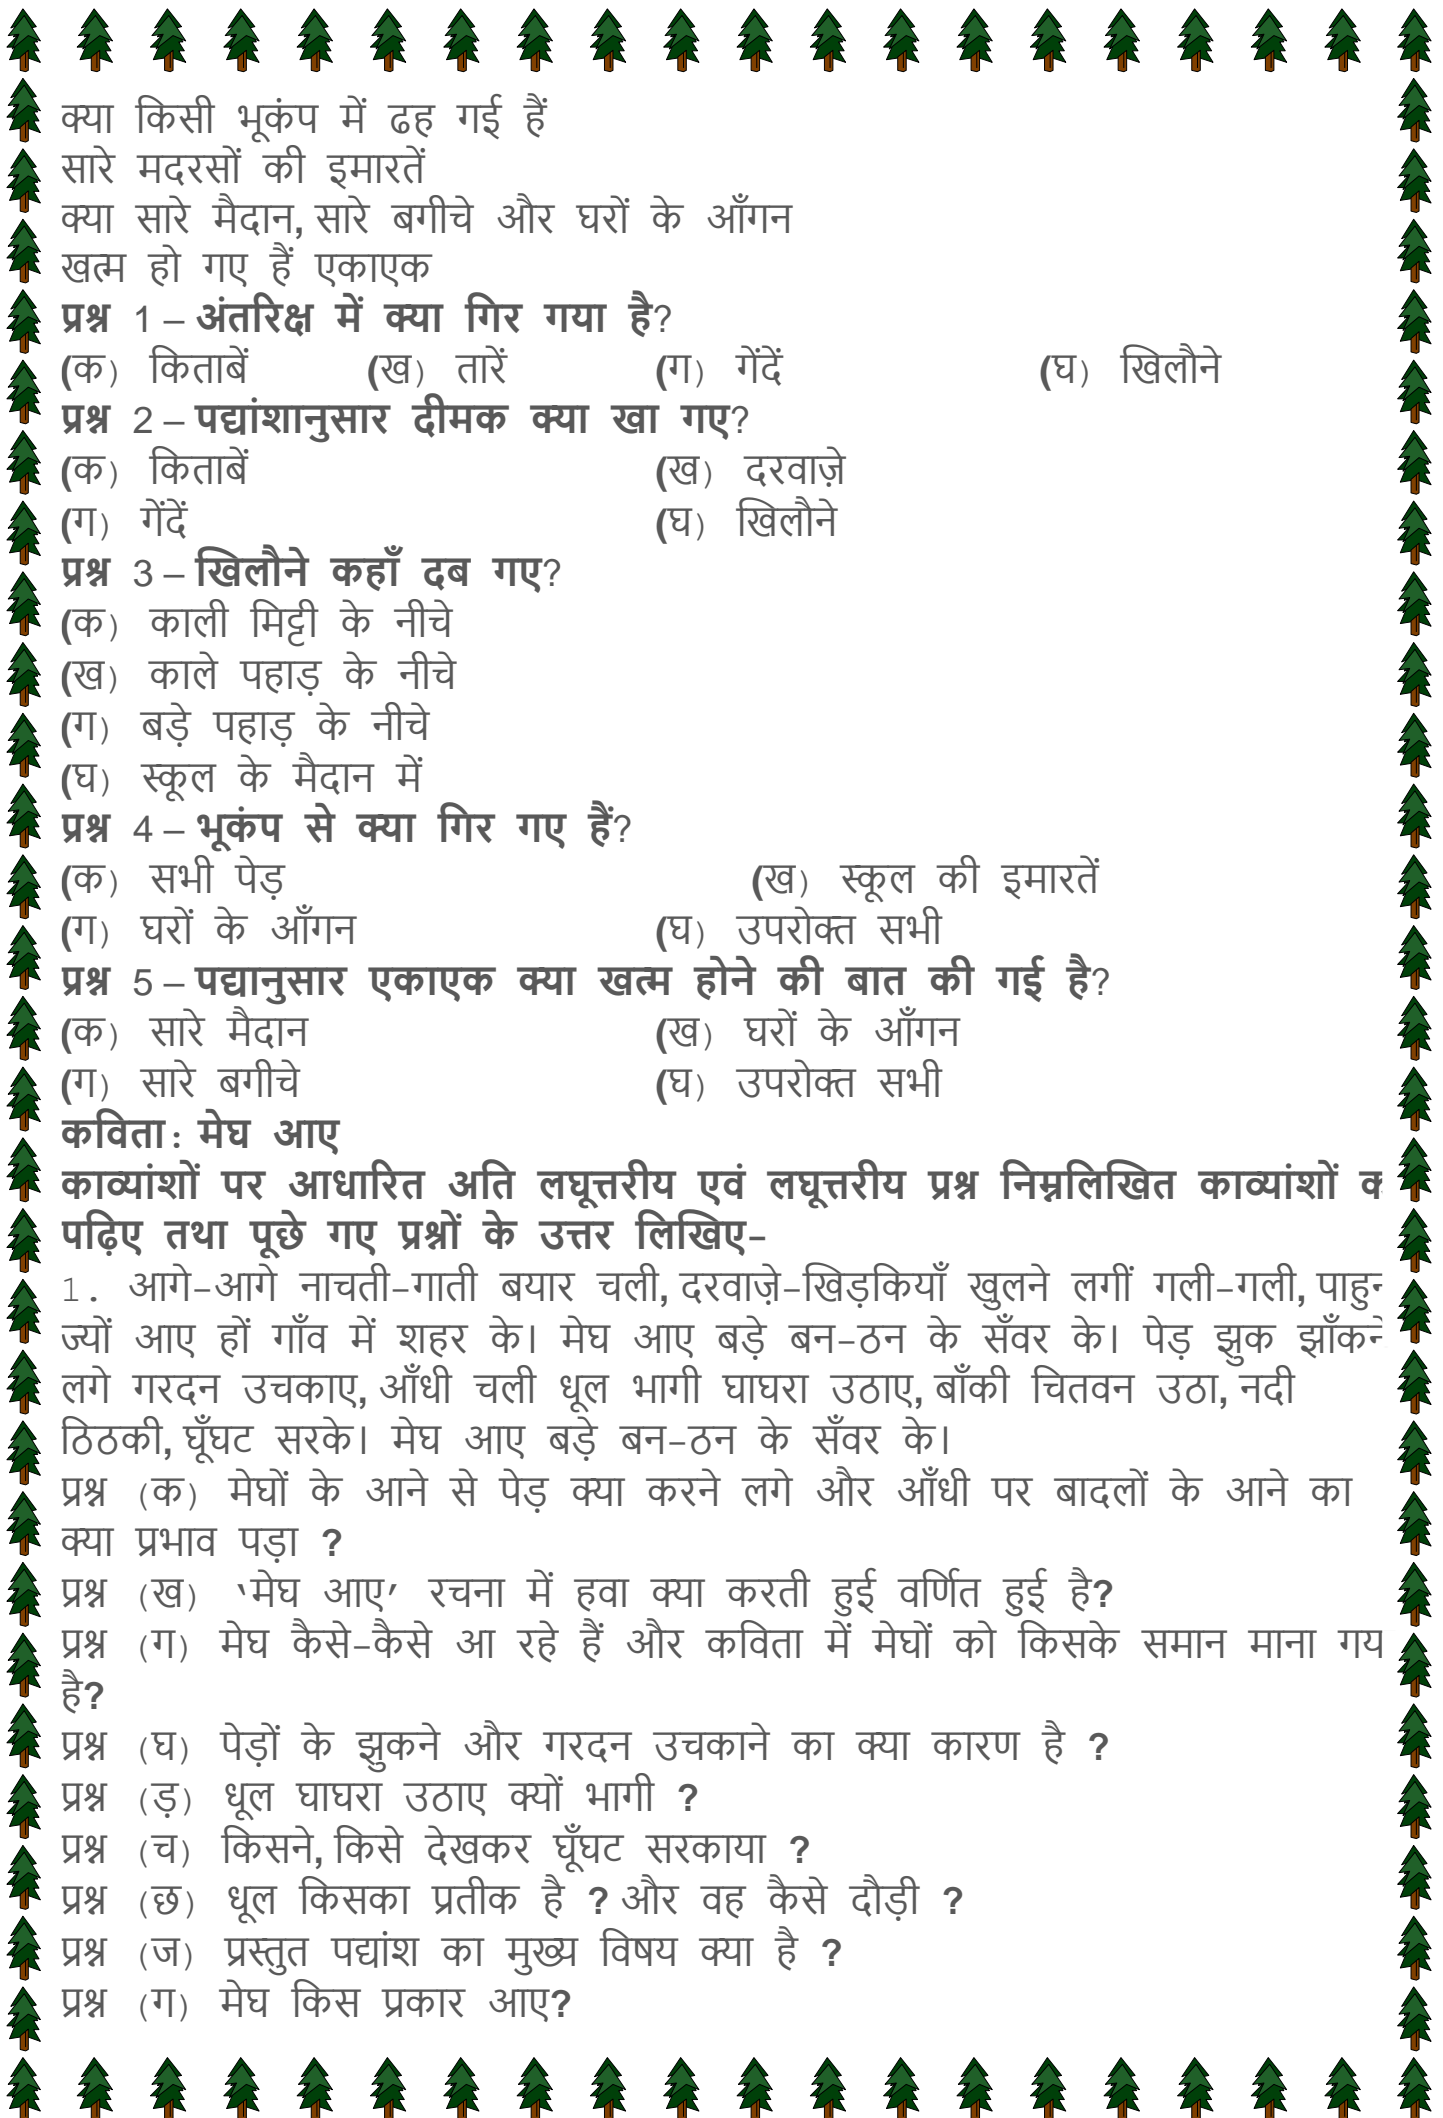 क्या किसी भूकंप में ढह गई हैं
सारे मदरसों की इमारतें
क्या सारे मैदान, सारे बगीचे और घरों के आँगन
खत्म हो गए हैं एकाएक
प्रश्न 1 – अंतरिक्ष में क्या गिर गया है?
(क) किताबें (ख) तारें (ग) गेंदें (घ) खिलौने
प्रश्न 2 – पद्यांशानुसार दीमक क्या खा गए?
(क) किताबें (ख) दरवाज़े
(ग) गेंदें (घ) खिलौने
प्रश्न 3 – खिलौने कहाँ दब गए?
(क) काली मिट्टी के नीचे
(ख) काले पहाड़ के नीचे
(ग) बड़े पहाड़ के नीचे
(घ) स्कूल के मैदान में
प्रश्न 4 – भूकंप से क्या गिर गए हैं?
(क) सभी पेड़ (ख) स्कूल की इमारतें
(ग) घरों के आँगन (घ) उपरोक्त सभी
प्रश्न 5 – पद्यानुसार एकाएक क्या खत्म होने की बात की गई है?
(क) सारे मैदान (ख) घरों के आँगन
(ग) सारे बगीचे (घ) उपरोक्त सभी
कविता: मेघ आए
काव्यांशों पर आधारित अति लघूत्तरीय एवं लघूत्तरीय प्रश्न निम्नलिखित काव्यांशों
पढ़िए तथा पूछे गए प्रश्नों के उत्तर लिखिए-
1. आगे-आगे नाचती-गाती बयार चली, दरवाज़े-खिड़कियाँ खुलने लगीं गली-गली, पाहुन
ज्यों आए हों गाँव में शहर के। मेघ आए बड़े बन-ठन के सँवर के। पेड़ झुक झाँकने
लगे गरदन उचकाए, आँधी चली धूल भागी घाघरा उठाए, बाँकी चितवन उठा, नदी
ठिठकी, घूँघट सरके। मेघ आए बड़े बन-ठन के सँवर के।
प्रश्न (क) मेघों के आने से पेड़ क्या करने लगे और आँधी पर बादलों के आने का
क्या प्रभाव पड़ा ?
प्रश्न (ख) 'मेघ आए' रचना में हवा क्या करती हुई वर्णित हुई है?
प्रश्न (ग) मेघ कैसे-कैसे आ रहे हैं और कविता में मेघों को किसके समान माना गय
है?
प्रश्न (घ) पेड़ों के झुकने और गरदन उचकाने का क्या कारण है ?
प्रश्न (ड़) धूल घाघरा उठाए क्यों भागी ?
प्रश्न (च) किसने, किसे देखकर घूँघट सरकाया ?
प्रश्न (छ) धूल किसका प्रतीक है ? और वह कैसे दौड़ी ?
प्रश्न (ज) प्रस्तुत पद्यांश का मुख्य विषय क्या है ?
प्रश्न (ग) मेघ किस प्रकार आए?